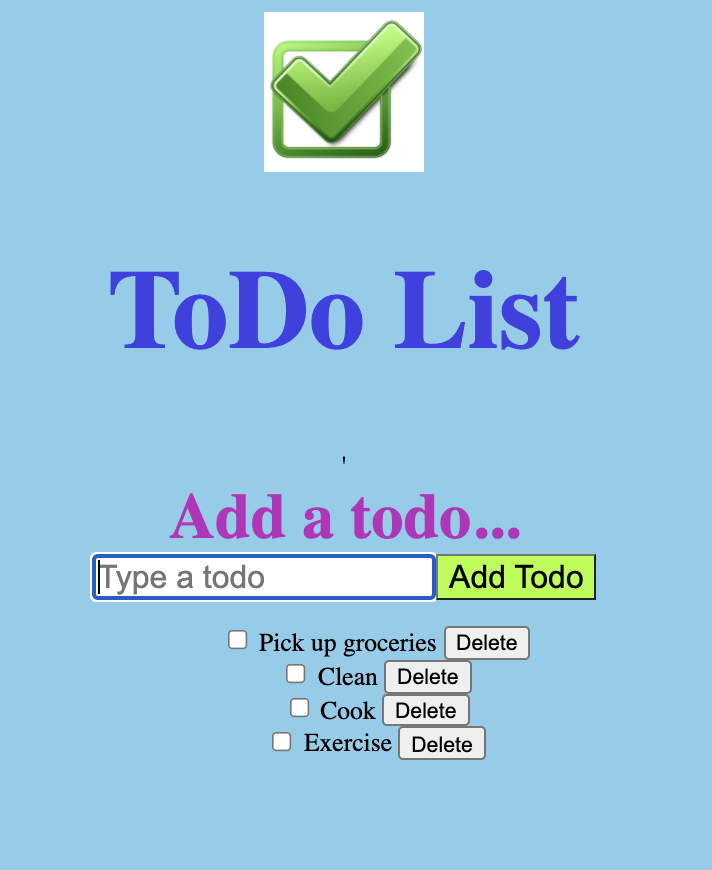 ToDo List
'
Add a todo...
Type a todo Add Todo
Pick up groceries Delete
Clean Delete
Cook Delete
Exercise Delete